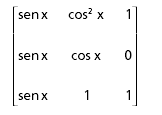 sen x cos² x 1
sen x cos x 0
sen x 1 1